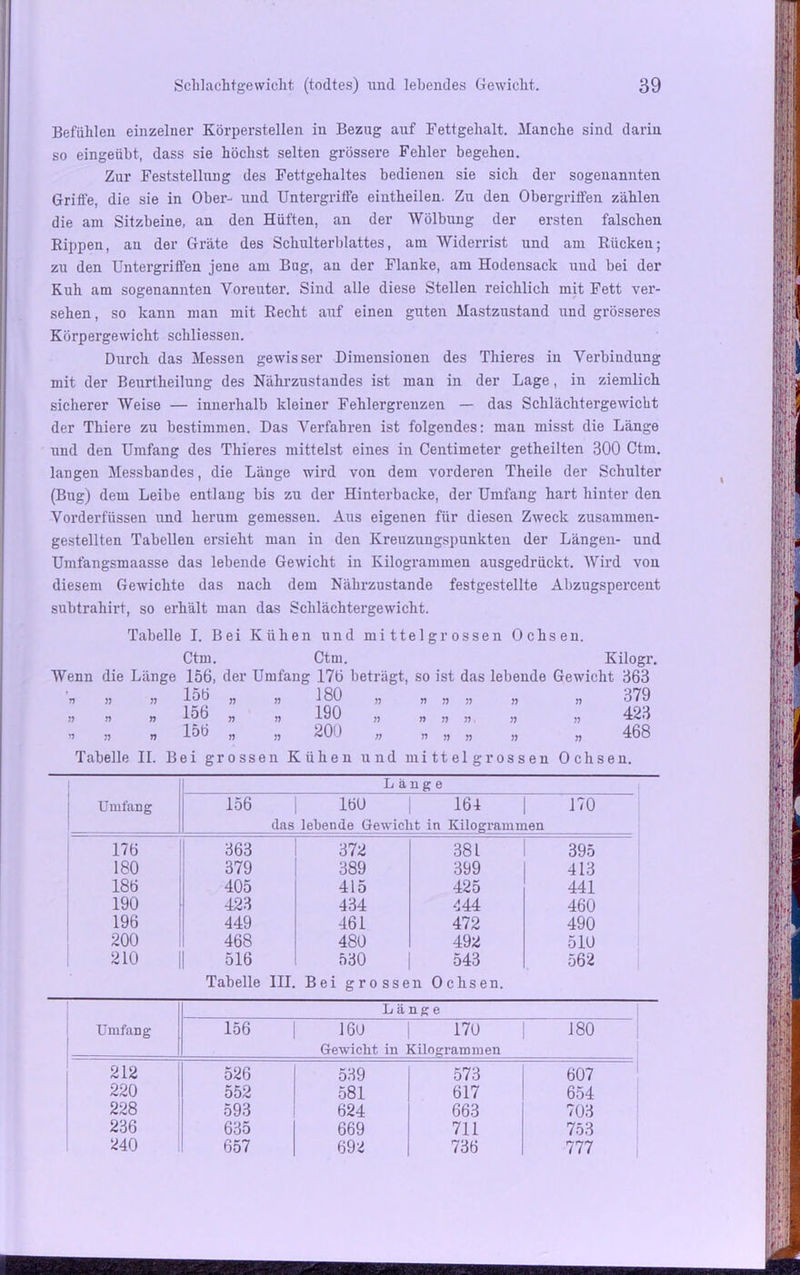 Schlachtgewicht (todtes) und lebendes Gewicht. 39
Befühlen einzelner Körperstellen in Bezug auf Fettgehalt. Manche sind darin
so eingeübt, dass sie höchst selten grössere Fehler begehen.
Zur Feststellung des Fettgehaltes bedienen sie sich der sogenannten
Griffe, die sie in Ober- und Untergriffe eintheilen. Zu den Obergriffen zählen
die am Sitzbeine, an den Hüften, an der Wölbung der ersten falschen
Rippen, an der Gräte des Schulterblattes, am Widerrist und am Rücken;
zu den Untergriffen jene am Bug, an der Flanke, am Hodensack und bei der
Kuh am sogenannten Voreuter. Sind alle diese Stellen reichlich mit Fett ver-
sehen, so kann man mit Recht auf einen guten Mastzustand und grösseres
Körpergewicht schliessen.
Durch das Messen gewisser Dimensionen des Thieres in Verbindung
mit der Beurtheilung des Nährzustandes ist man in der Lage, in ziemlich
sicherer Weise — innerhalb kleiner Fehlergrenzen — das Schlächtergewicht
der Thiere zu bestimmen. Das Verfahren ist folgendes: man misst die Länge
und den Umfang des Thieres mittelst eines in Centimeter getheilten 300 Ctm.
langen Messbandes, die Länge wird von dem vorderen Theile der Schulter
(Bug) dem Leibe entlang bis zu der Hinterbacke, der Umfang hart hinter den
Vorderfüssen und herum gemessen. Aus eigenen für diesen Zweck zusammen-
gestellten Tabellen ersieht man in den Kreuzungspunkten der Längen- und
Umfangsmaasse das lebende Gewicht in Kilogrammen ausgedrückt. Wird von
diesem Gewichte das nach dem Nährzustande festgestellte Abzugspercent
subtrahirt, so erhält man das Schlächtergewicht.
Tabelle I. Bei Kühen und mittelgrossen Ochsen.
Ctm. Ctm. Kilogr.
Wenn die Länge 156, der Umfang 176 beträgt, so ist das lebende Gewicht 363
„ „ „ 156 „ „ 180 „ „ „ „ „ „ 379
„ „ „ 156 „ „ 190 „ „ „ „ „ „ 423
„ „ „ 156 „ „ 200 „ „ „ „ „ „ 468
Tabelle II. Bei grossen Kühen und mittelgrossen Ochsen.
Länge
Umfang 156 160 164 170
das lebende Gewicht in Kilogrammen
176 363 372 381 395
180 379 389 399 413
186 405 415 425 441
190 423 434 444 460
196 449 461 472 490
200 468 480 492 510
210 516 530 543 562
Tabelle III. Bei grossen Ochsen.
Länge
Umfang 156 160 170 180
Gewicht in Kilogrammen
212 526 539 573 607
220 552 581 617 654
228 593 624 663 703
236 635 669 711 753
240 657 692 736 777